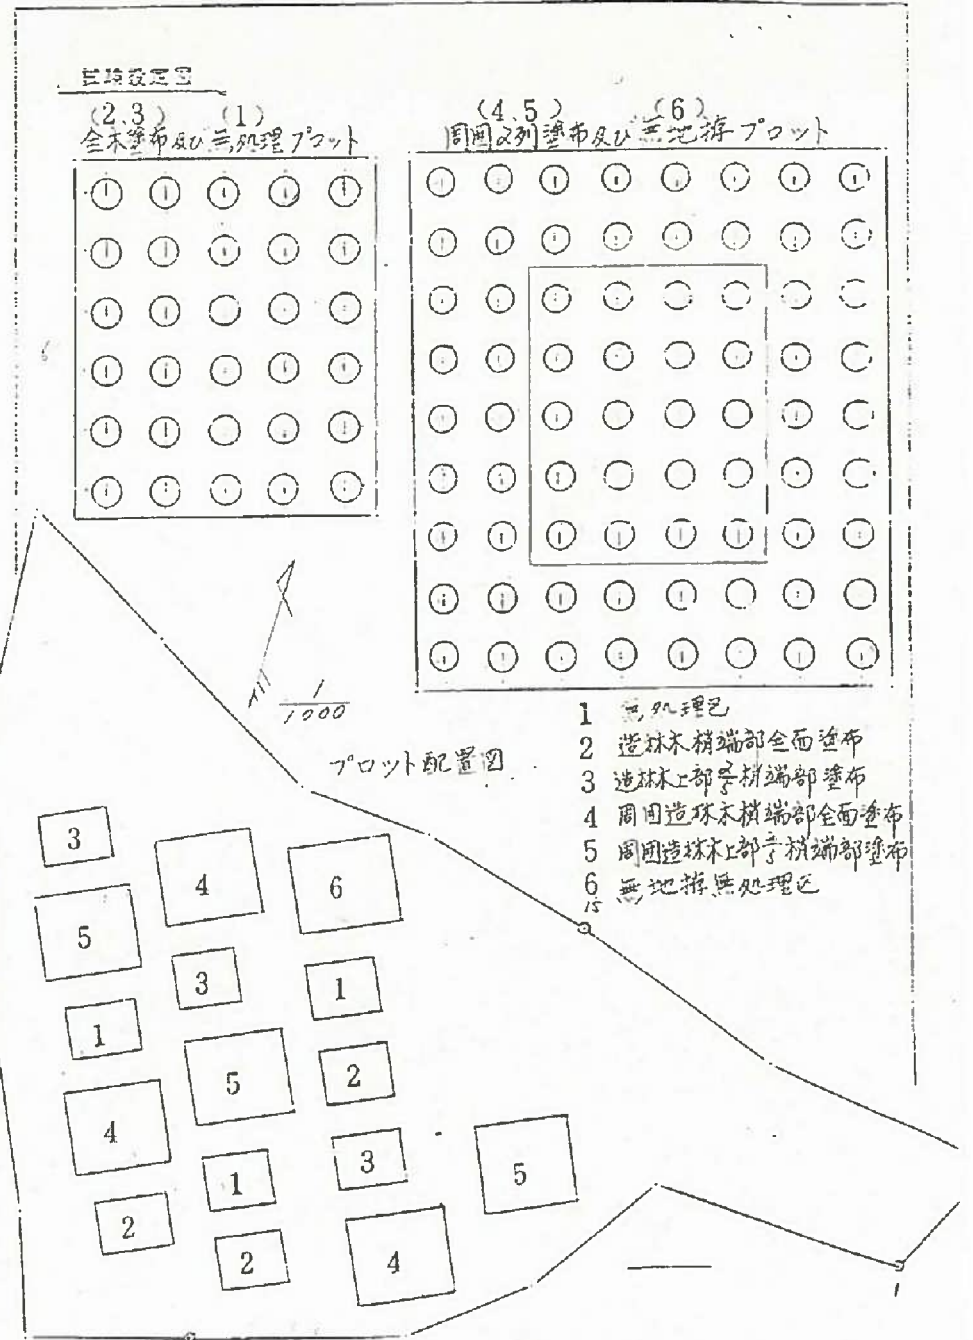 試験設定図
(2、3) (1)
全木塗布及び無処理プロット
(4、5) (6)
周囲2列塗布及び無地拵プロット
1
1000
プロット配置図
1 無処理区
2 造林木梢端部全面塗布
3 造林木上部 梢端部塗布
4 周囲造林木梢端部全面塗布
5 周囲造林木上部 梢端部塗布
6 無地拵無処理区
15
3
4
6
5
3
1
1
5
2
4
3
5
1
2
2
4
1